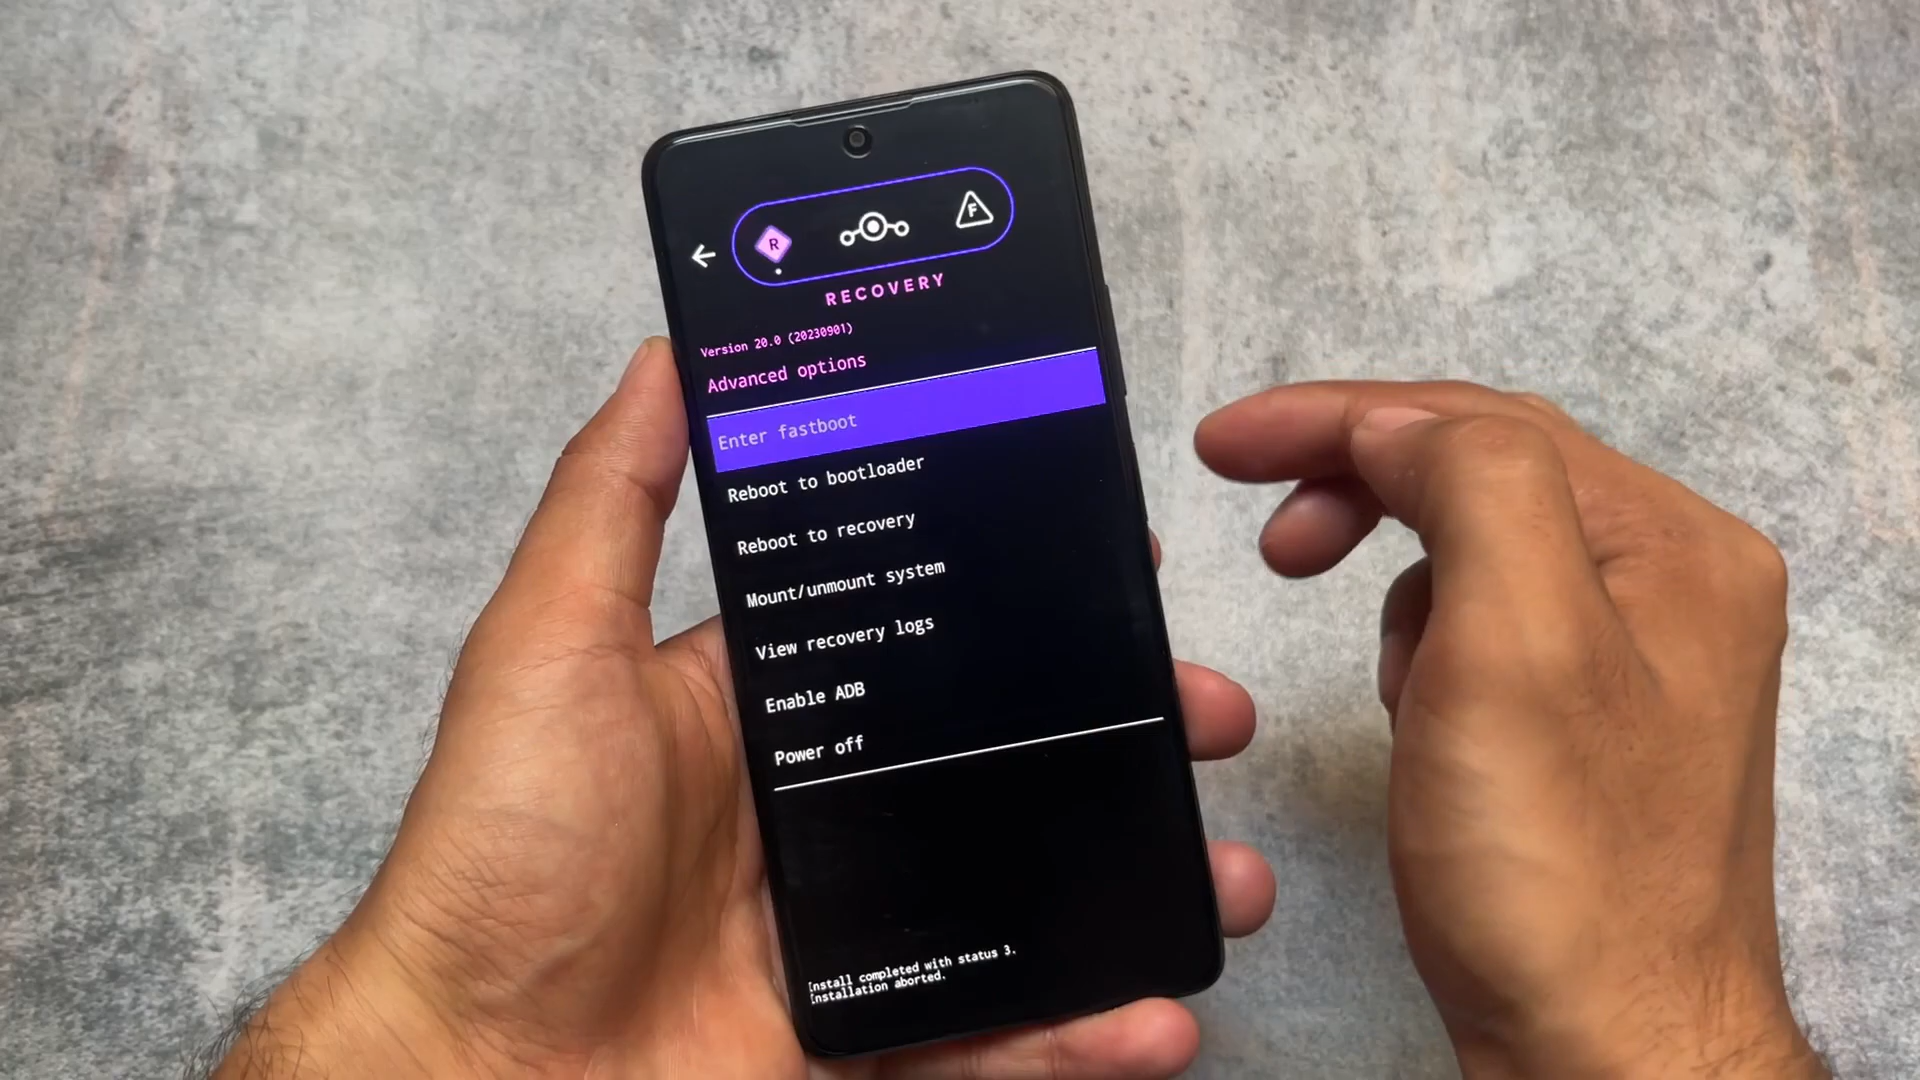 R
F
RECOVERY
Version 20.0 (20230901)
Advanced options
Enter fastboot
Reboot to bootloader
Reboot to recovery
Mount/unmount system
View recovery logs
Enable ADB
Power off
Install completed with status 3.
Installation aborted.